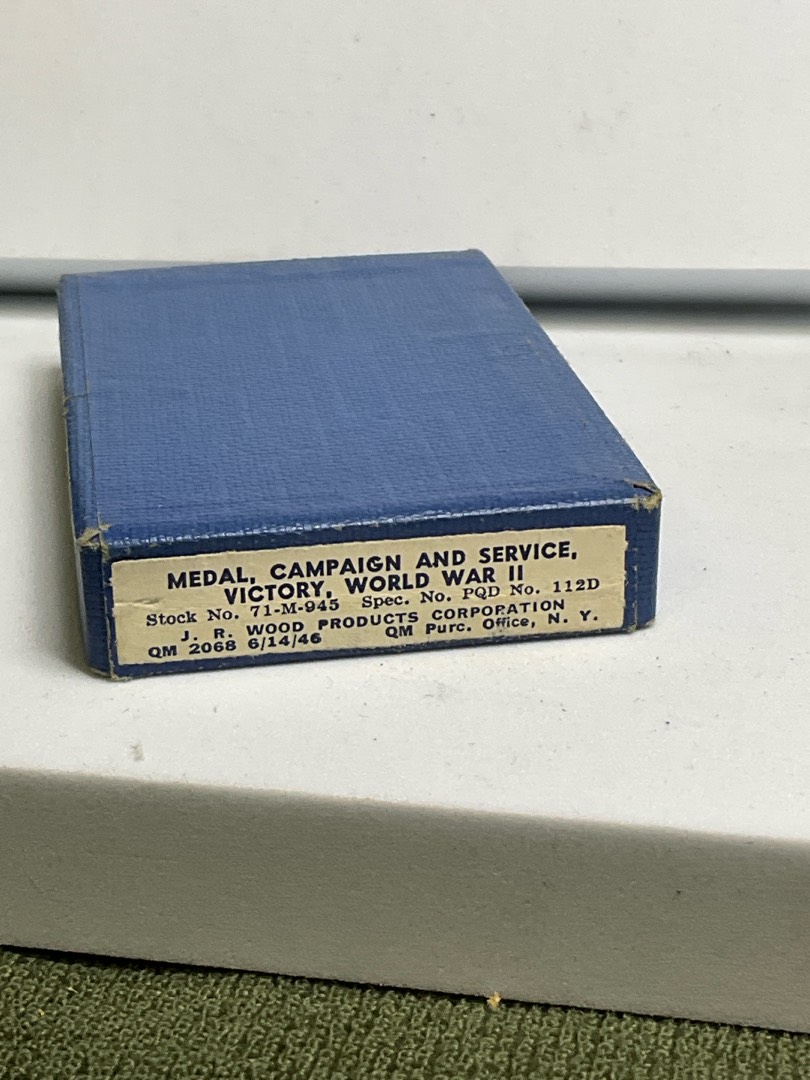 MEDAL, CAMPAIGN AND SERVICE,
VICTORY, WORLD WAR II
Stock No. 71-M-945 Spec. No. PQD No. 112D
J. R. WOOD PRODUCTS CORPORATION
QM 2068 6/14/46 QM Purc. Office, N. Y.